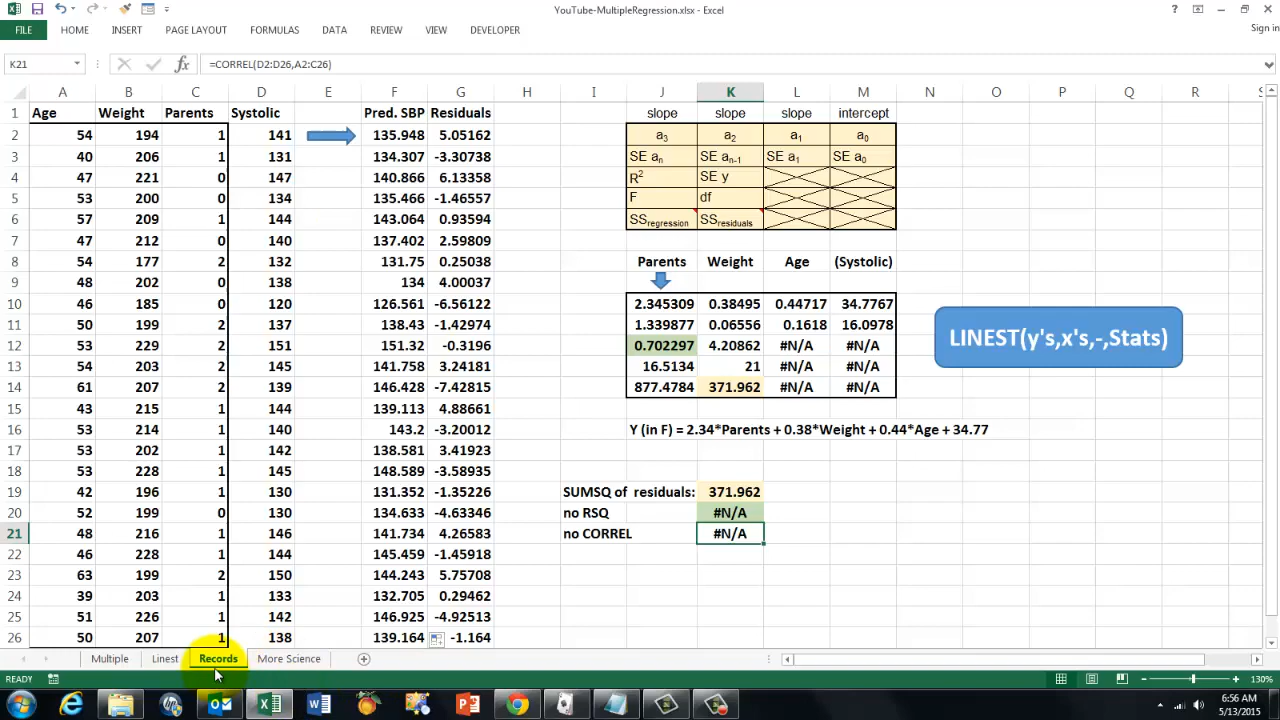 YouTube-MultipleRegression.xlsx - Excel
FILE HOME INSERT PAGE LAYOUT FORMULAS DATA REVIEW VIEW DEVELOPER Sign in
K21 fx =CORREL(D2:D26,A2:C26)
A B C D E F G H I J K L M N O P Q R S
1 Age Weight Parents Systolic Pred. SBP Residuals slope slope slope intercept
2 54 194 1 141 135.948 5.05162 a3 a2 a1 a0
3 40 206 1 131 134.307 -3.30738 SE an SE an-1 SE a1 SE a0
4 47 221 0 147 140.866 6.13358 R2 SE y
5 53 200 0 134 135.466 -1.46557 F df
6 57 209 1 144 143.064 0.93594 SSregression SSresiduals
7 47 212 0 140 137.402 2.59809
8 54 177 2 132 131.75 0.25038 Parents Weight Age (Systolic)
9 48 202 0 138 134 4.00037
10 46 185 0 120 126.561 -6.56122 2.345309 0.38495 0.44717 34.7767
11 50 199 2 137 138.43 -1.42974 1.339877 0.06556 0.1618 16.0978 LINEST(y's,x's,-,Stats)
12 53 229 2 151 151.32 -0.3196 0.702297 4.20862 #N/A #N/A
13 54 203 2 145 141.758 3.24181 16.5134 21 #N/A #N/A
14 61 207 2 139 146.428 -7.42815 877.4784 371.962 #N/A #N/A
15 43 215 1 144 139.113 4.88661
16 53 214 1 140 143.2 -3.20012 Y (in F) = 2.34*Parents + 0.38*Weight + 0.44*Age + 34.77
17 53 202 1 142 138.581 3.41923
18 53 228 1 145 148.589 -3.58935
19 42 196 1 130 131.352 -1.35226 SUMSQ of residuals: 371.962
20 52 199 0 130 134.633 -4.63346 no RSQ #N/A
21 48 216 1 146 141.734 4.26583 no CORREL #N/A
22 46 228 1 144 145.459 -1.45918
23 63 199 2 150 144.243 5.75708
24 39 203 1 133 132.705 0.29462
25 51 226 1 142 146.925 -4.92513
26 50 207 1 138 139.164 -1.164
Multiple Linest Records More Science
READY 130%
6:56 AM
5/13/2015